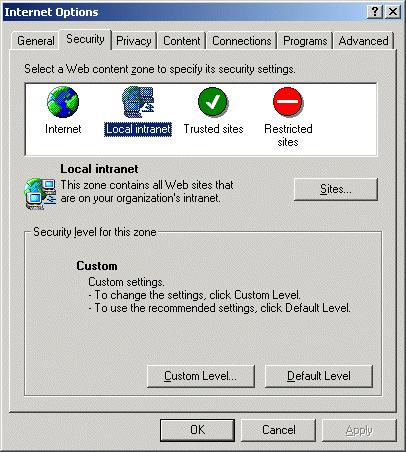 Internet Options
General Security Privacy Content Connections Programs Advanced
Select a Web content zone to specify its security settings.
Internet Local intranet Trusted sites Restricted
sites
Local intranet
This zone contains all Web sites that
are on your organization's intranet.
Sites...
Security level for this zone
Custom
Custom settings.
- To change the settings, click Custom Level.
- To use the recommended settings, click Default Level.
Custom Level... Default Level
OK Cancel Apply